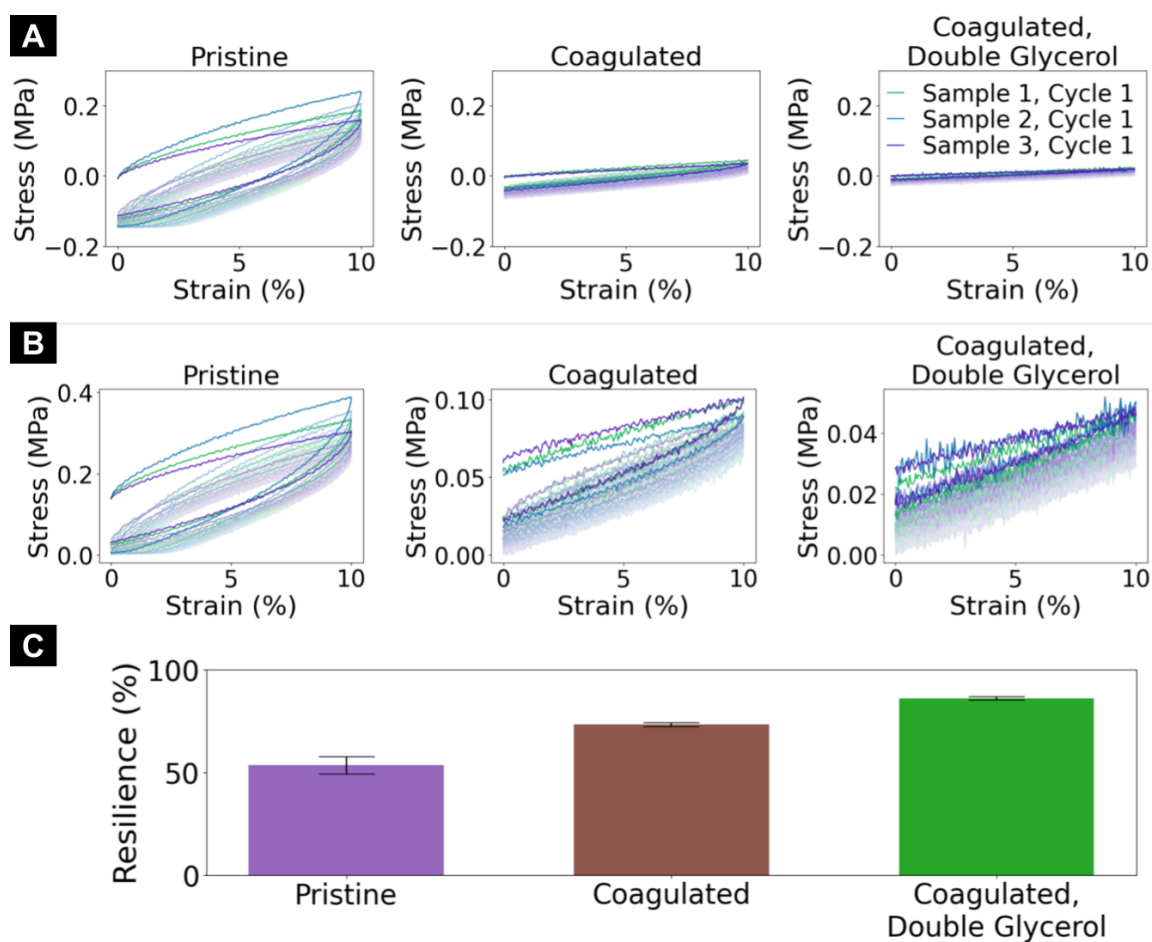 A
Pristine
Coagulated
Coagulated,
Double Glycerol
Stress (MPa)
0.2
0.0
−0.2
0
5
10
Strain (%)
Stress (MPa)
0.2
0.0
−0.2
0
5
10
Strain (%)
Stress (MPa)
0.2
0.0
−0.2
0
5
10
Strain (%)
Sample 1, Cycle 1
Sample 2, Cycle 1
Sample 3, Cycle 1
B
Pristine
Coagulated
Coagulated,
Double Glycerol
Stress (MPa)
0.4
0.2
0.0
0
5
10
Strain (%)
Stress (MPa)
0.10
0.05
0.00
0
5
10
Strain (%)
Stress (MPa)
0.04
0.02
0.00
0
5
10
Strain (%)
C
Resilience (%)
100
50
0
Pristine
Coagulated
Coagulated,
Double Glycerol